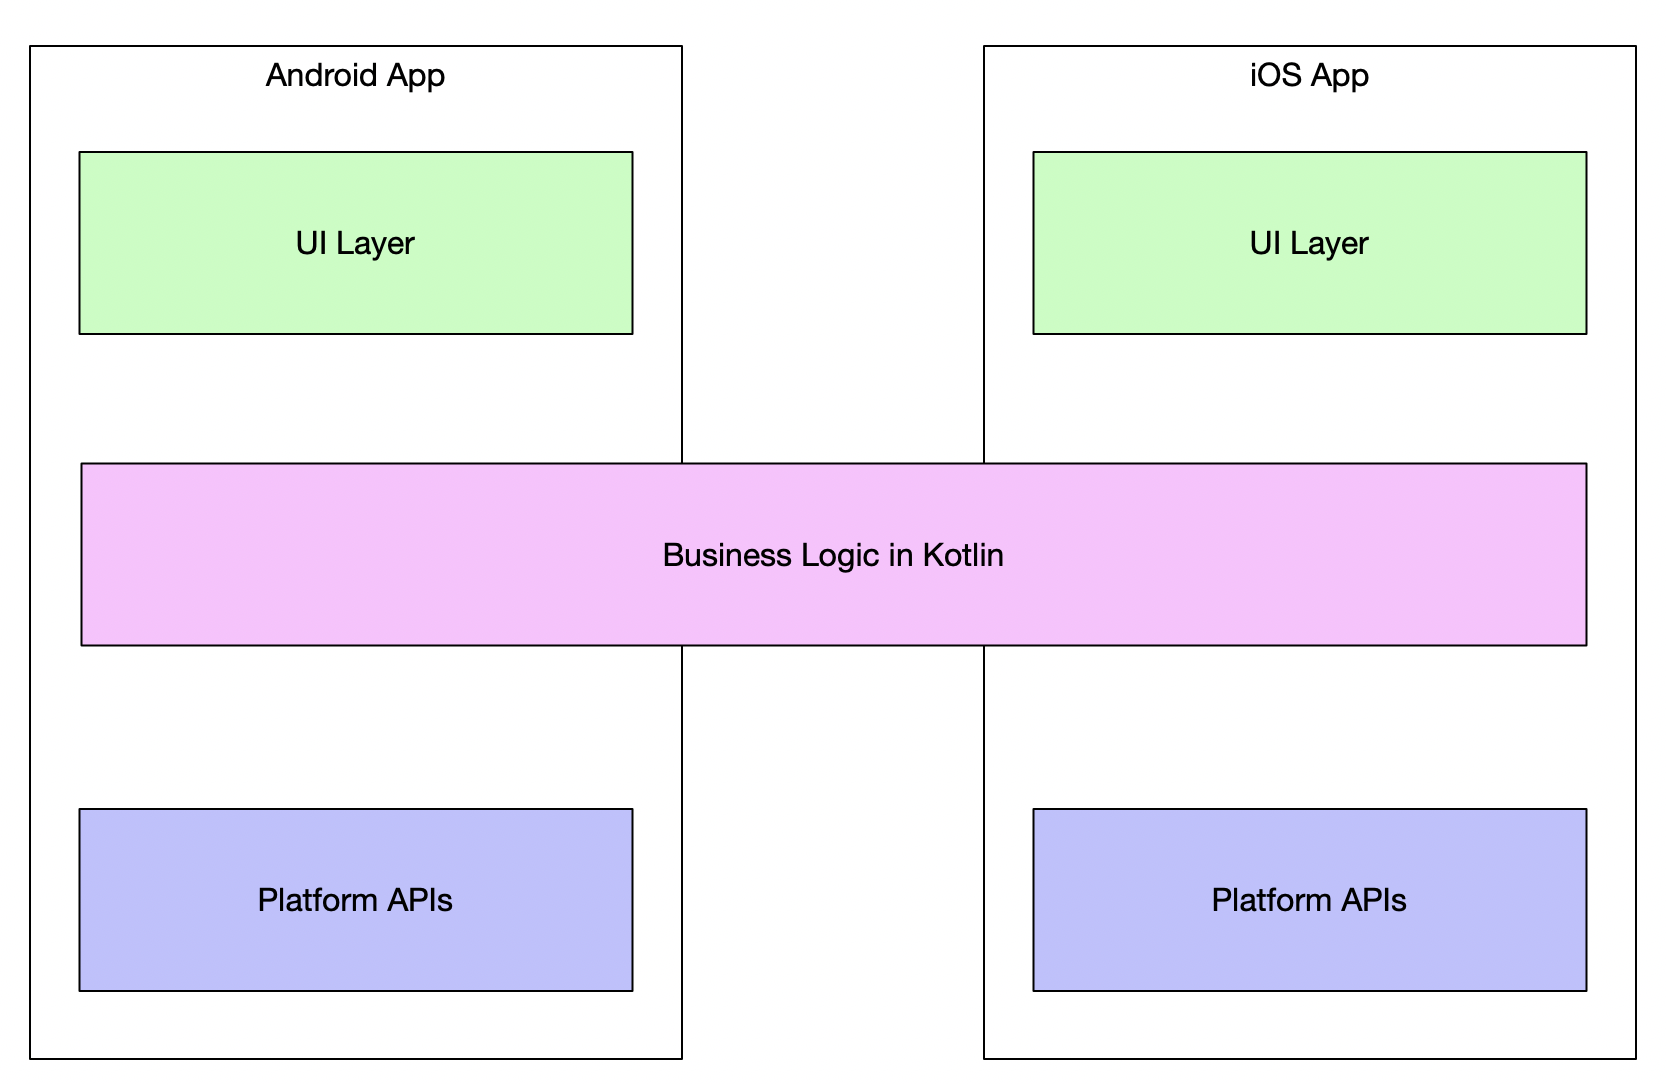 Android App
iOS App
UI Layer
UI Layer
Business Logic in Kotlin
Platform APIs
Platform APIs